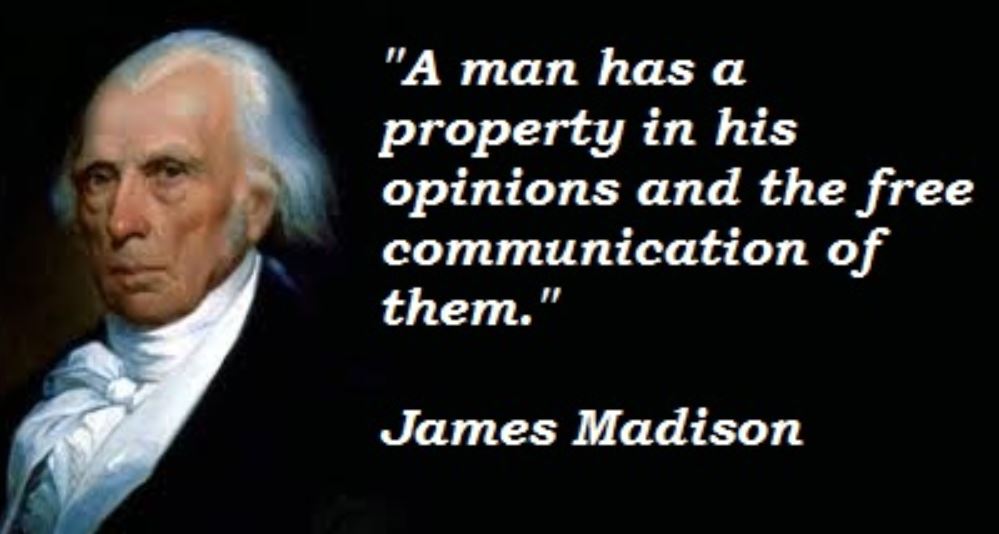 "A man has a
property in his
opinions and the free
communication of
them."
James Madison